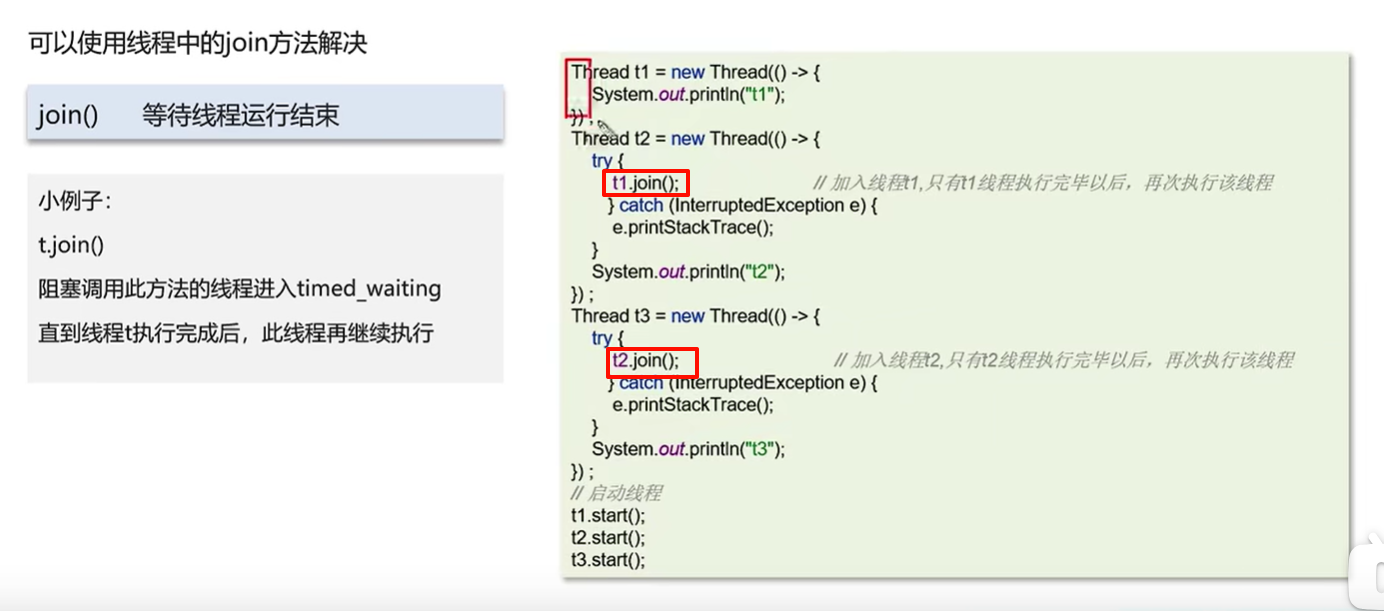 可以使用线程中的join方法解决
join() 等待线程运行结束
小例子：
t.join()
阻塞调用此方法的线程进入timed_waiting
直到线程t执行完成后，此线程再继续执行
Thread t1 = new Thread(() -> {
System.out.println("t1");
}) ;
Thread t2 = new Thread(() -> {
try {
t1.join(); // 加入线程t1,只有t1线程执行完毕以后，再次执行该线程
} catch (InterruptedException e) {
e.printStackTrace();
}
System.out.println("t2");
}) ;
Thread t3 = new Thread(() -> {
try {
t2.join(); // 加入线程t2,只有t2线程执行完毕以后，再次执行该线程
} catch (InterruptedException e) {
e.printStackTrace();
}
System.out.println("t3");
}) ;
// 启动线程
t1.start();
t2.start();
t3.start();